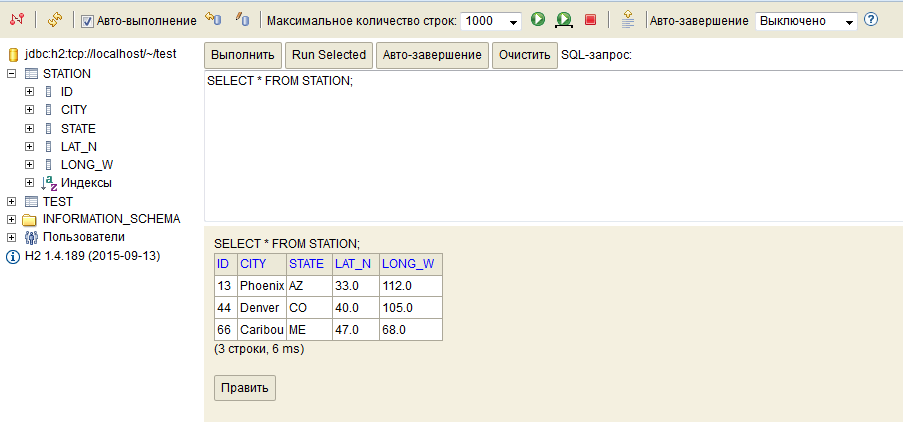 Авто-выполнение Максимальное количество строк: 1000 Авто-завершение Выключено ?
jdbc:h2:tcp://localhost/~/test
STATION
ID
CITY
STATE
LAT_N
LONG_W
Индексы
TEST
INFORMATION_SCHEMA
Пользователи
H2 1.4.189 (2015-09-13)
Выполнить Run Selected Авто-завершение Очистить SQL-запрос:
SELECT * FROM STATION;
SELECT * FROM STATION;
ID CITY STATE LAT_N LONG_W
13 Phoenix AZ 33.0 112.0
44 Denver CO 40.0 105.0
66 Caribou ME 47.0 68.0
(3 строки, 6 ms)
Править